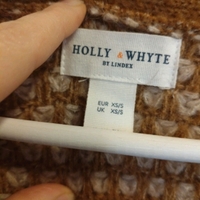 HOLLY & WHYTE
BY LINDEX
EUR XS/S
UK XS/S